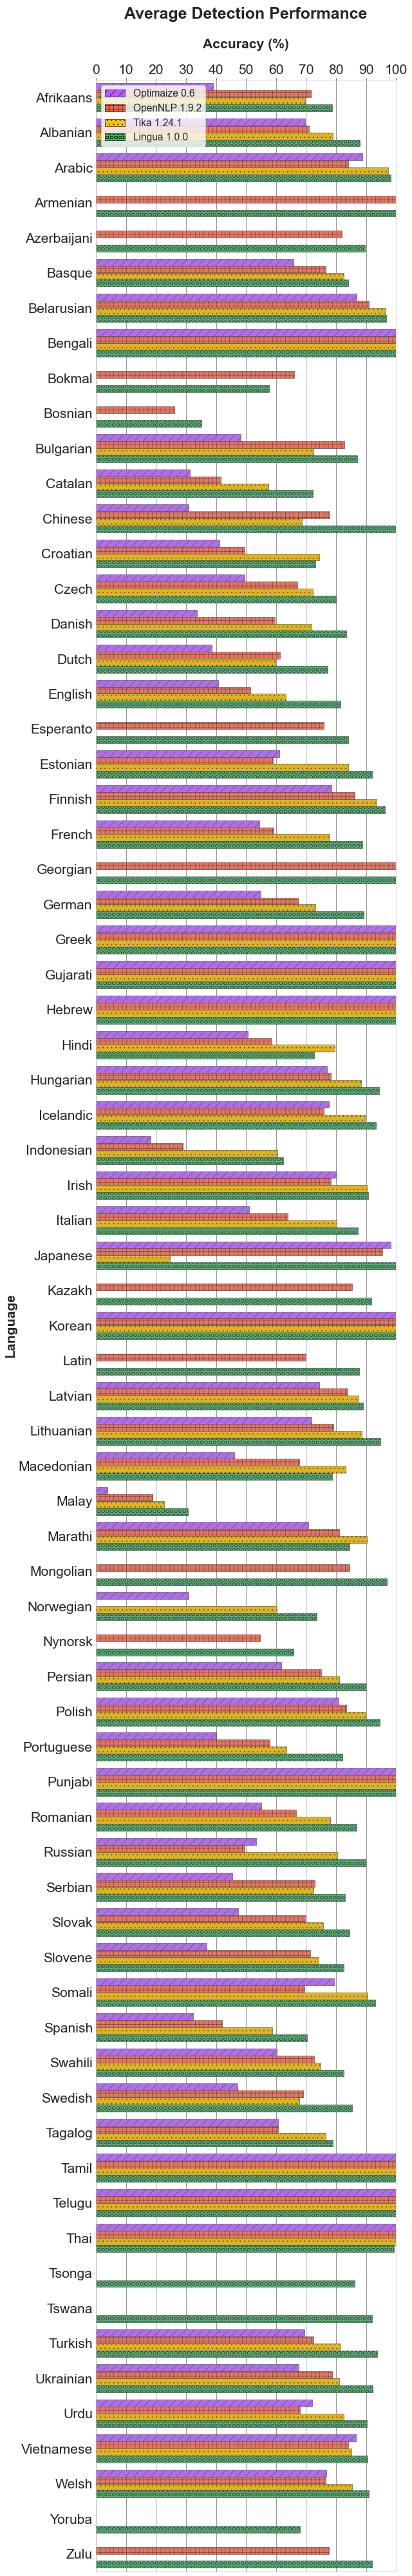 Average Detection Performance
Accuracy (%)
0 10 20 30 40 50 60 70 80 90 100
Optimaize 0.6
OpenNLP 1.9.2
Tika 1.24.1
Lingua 1.0.0
Language
Afrikaans
Albanian
Arabic
Armenian
Azerbaijani
Basque
Belarusian
Bengali
Bokmal
Bosnian
Bulgarian
Catalan
Chinese
Croatian
Czech
Danish
Dutch
English
Esperanto
Estonian
Finnish
French
Georgian
German
Greek
Gujarati
Hebrew
Hindi
Hungarian
Icelandic
Indonesian
Irish
Italian
Japanese
Kazakh
Korean
Latin
Latvian
Lithuanian
Macedonian
Malay
Marathi
Mongolian
Norwegian
Nynorsk
Persian
Polish
Portuguese
Punjabi
Romanian
Russian
Serbian
Slovak
Slovene
Somali
Spanish
Swahili
Swedish
Tagalog
Tamil
Telugu
Thai
Tsonga
Tswana
Turkish
Ukrainian
Urdu
Vietnamese
Welsh
Yoruba
Zulu